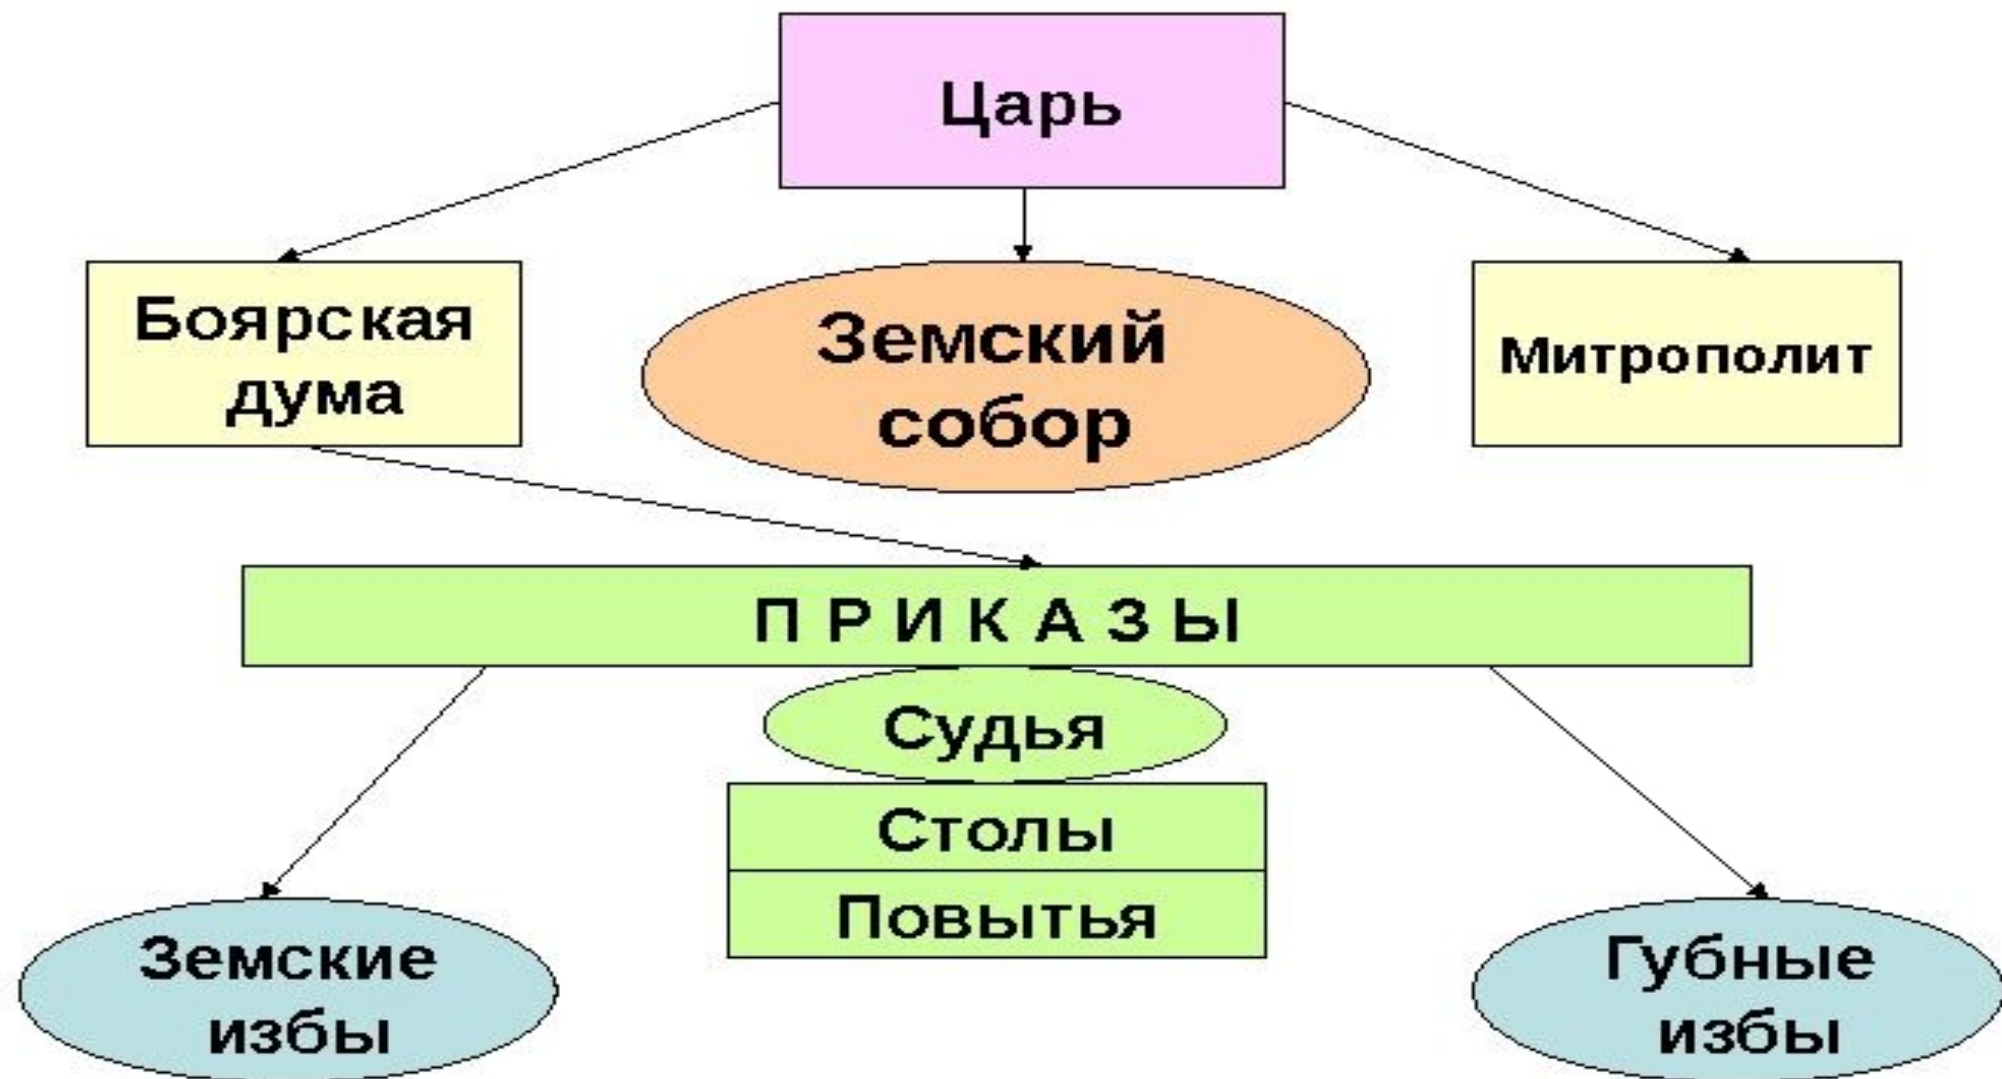 Царь
Боярская
дума
Земский
собор
Митрополит
П Р И К А З Ы
Судья
Столы
Повытья
Земские
избы
Губные
избы